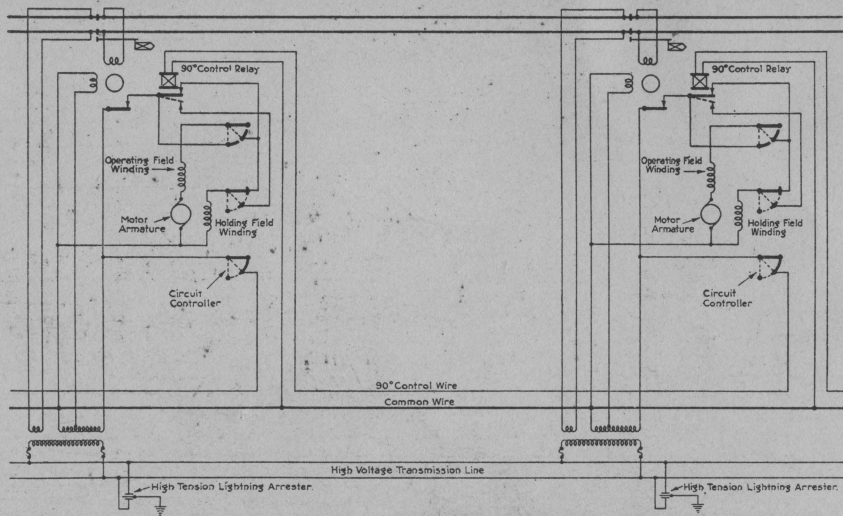 90° Control Relay
Operating Field
Winding
Motor
Armature
Holding Field
Winding
Circuit
Controller
90° Control Relay
Operating Field
Winding
Motor
Armature
Holding Field
Winding
Circuit
Controller
90° Control Wire
Common Wire
High Voltage Transmission Line
High Tension Lightning Arrester.
High Tension Lightning Arrester.